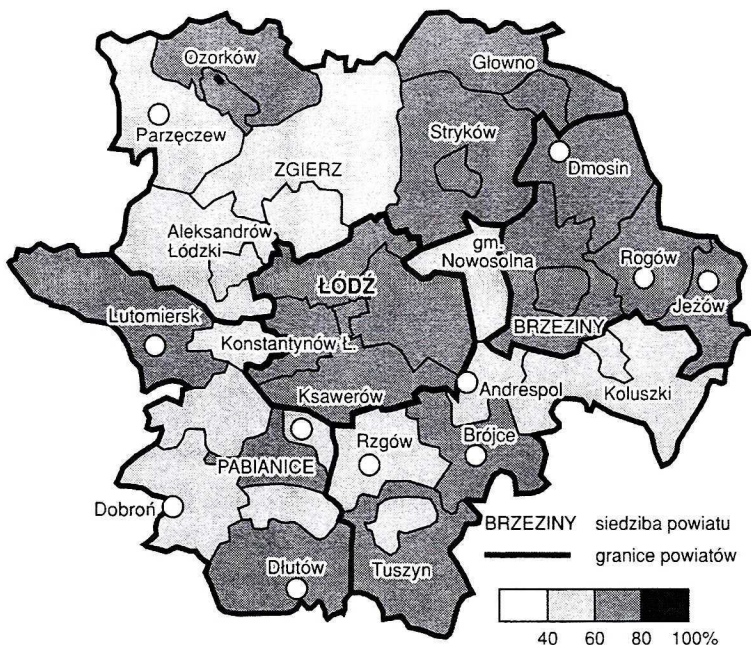 Ozorków
Głowno
Parzęczew
Stryków
ZGIERZ
Dmosin
Aleksandrów
Łódzki
gm.
Nowosolna
ŁÓDŹ
Rogów
Jeżów
Lutomiersk
BRZEZINY
Konstantynów Ł.
Ksawerów
Andrespol
Koluszki
Rzgów
Brójce
PABIANICE
Dobroń
Dłutów
Tuszyn
BRZEZINY siedziba powiatu
granice powiatów
40 60 80 100%